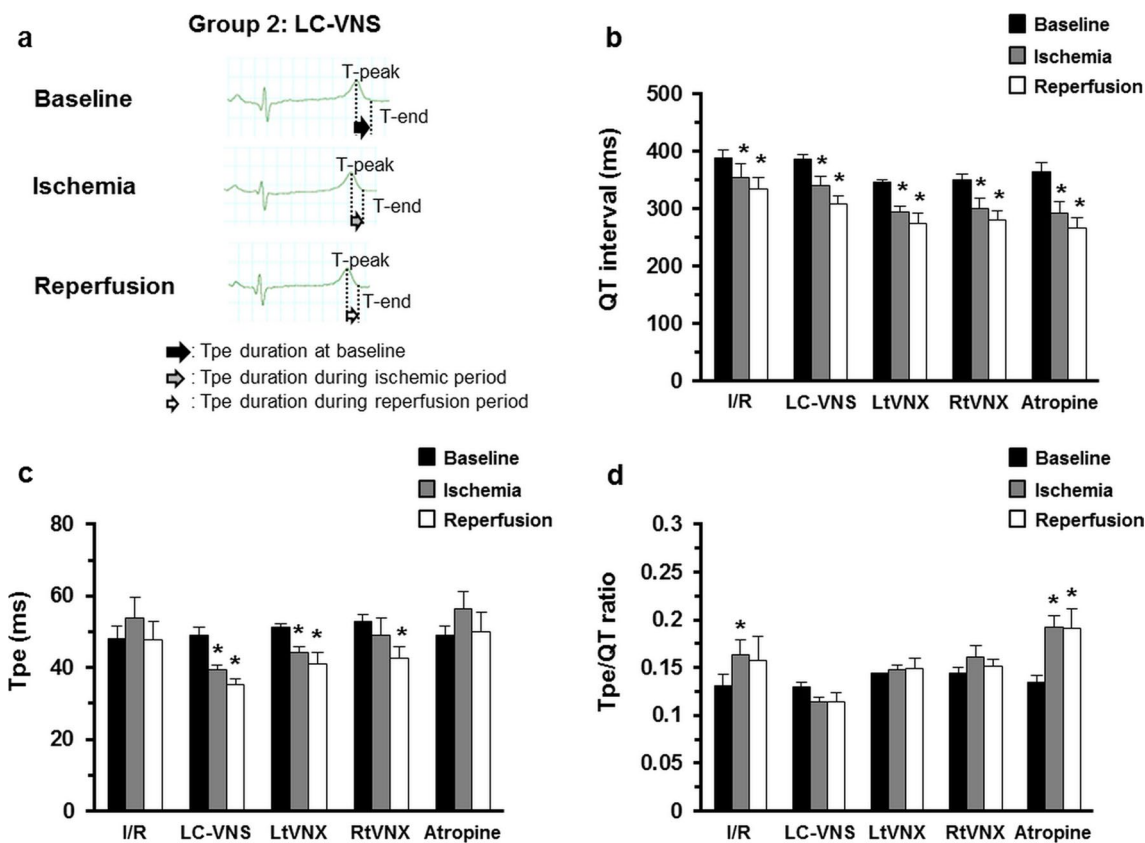 a
Group 2: LC-VNS
Baseline
T-peak
T-end
Ischemia
T-peak
T-end
Reperfusion
T-peak
T-end
: Tpe duration at baseline
: Tpe duration during ischemic period
: Tpe duration during reperfusion period
b
Baseline
Ischemia
Reperfusion
QT interval (ms)
500
400
300
200
100
0
* * * * * * * * * *
I/R LC-VNS LtVNX RtVNX Atropine
c
Baseline
Ischemia
Reperfusion
Tpe (ms)
80
60
40
20
0
* * * * *
I/R LC-VNS LtVNX RtVNX Atropine
d
Baseline
Ischemia
Reperfusion
Tpe/QT ratio
0.3
0.25
0.2
0.15
0.1
0.05
0
* * *
I/R LC-VNS LtVNX RtVNX Atropine